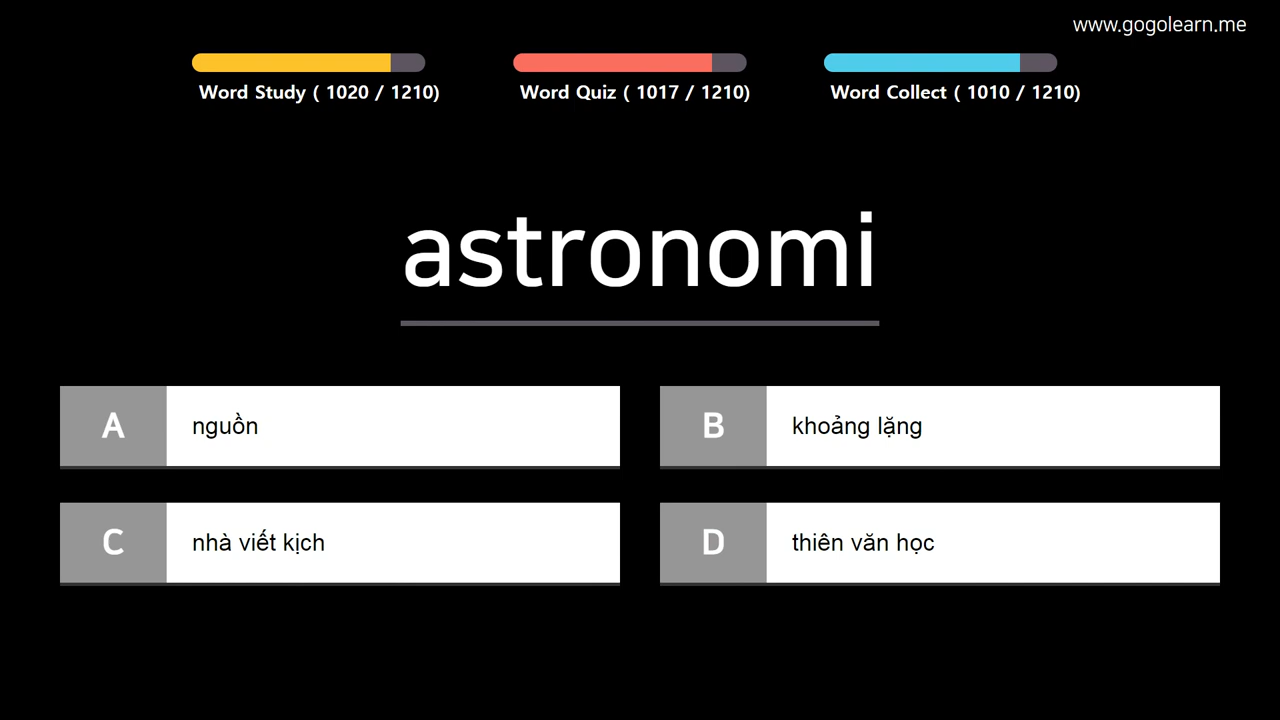 www.gogolearn.me
Word Study ( 1020 / 1210)
Word Quiz ( 1017 / 1210)
Word Collect ( 1010 / 1210)
astronomi
A nguồn
B khoảng lặng
C nhà viết kịch
D thiên văn học